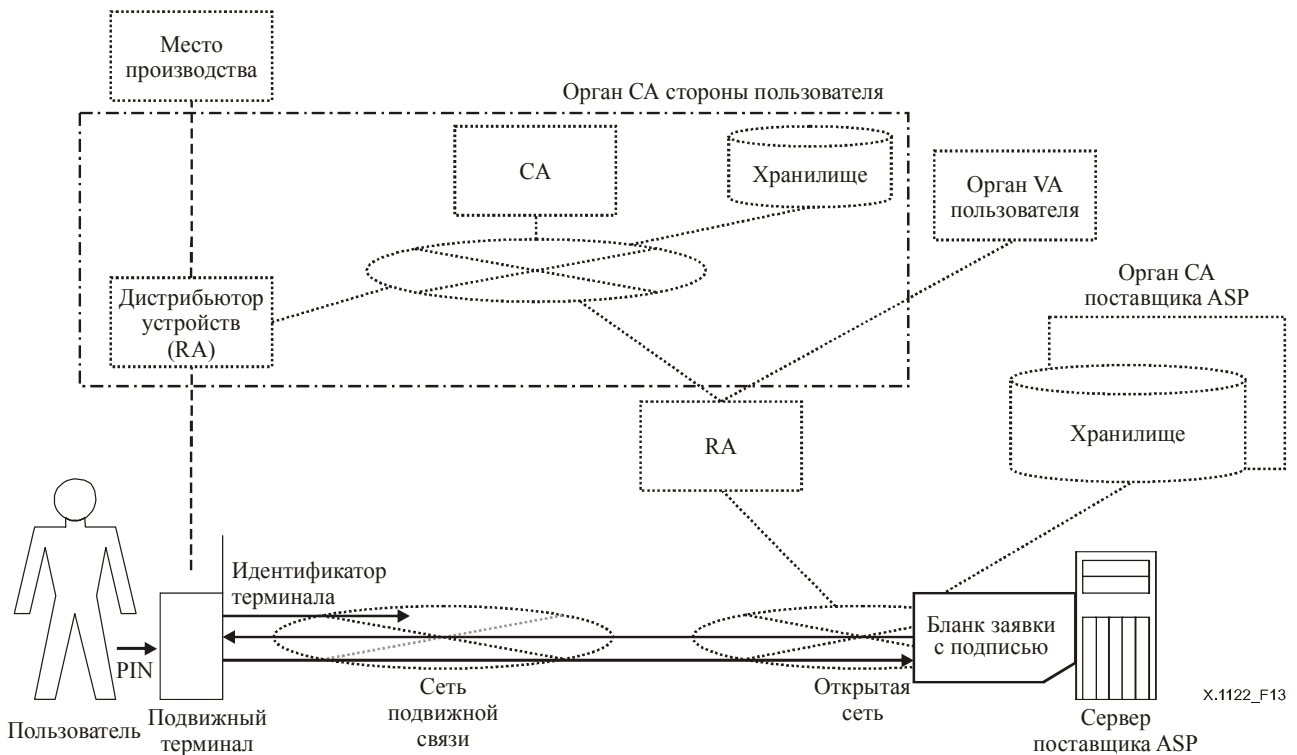 Место
производства
Орган CA стороны пользователя
CA
Хранилище
Орган VA
пользователя
Дистрибьютор
устройств
(RA)
Орган CA
поставщика ASP
RA
Хранилище
Идентификатор
терминала
PIN
Бланк заявки
с подписью
Пользователь
Подвижный
терминал
Сеть
подвижной
связи
Открытая
сеть
Сервер
поставщика ASP
X.1122_F13